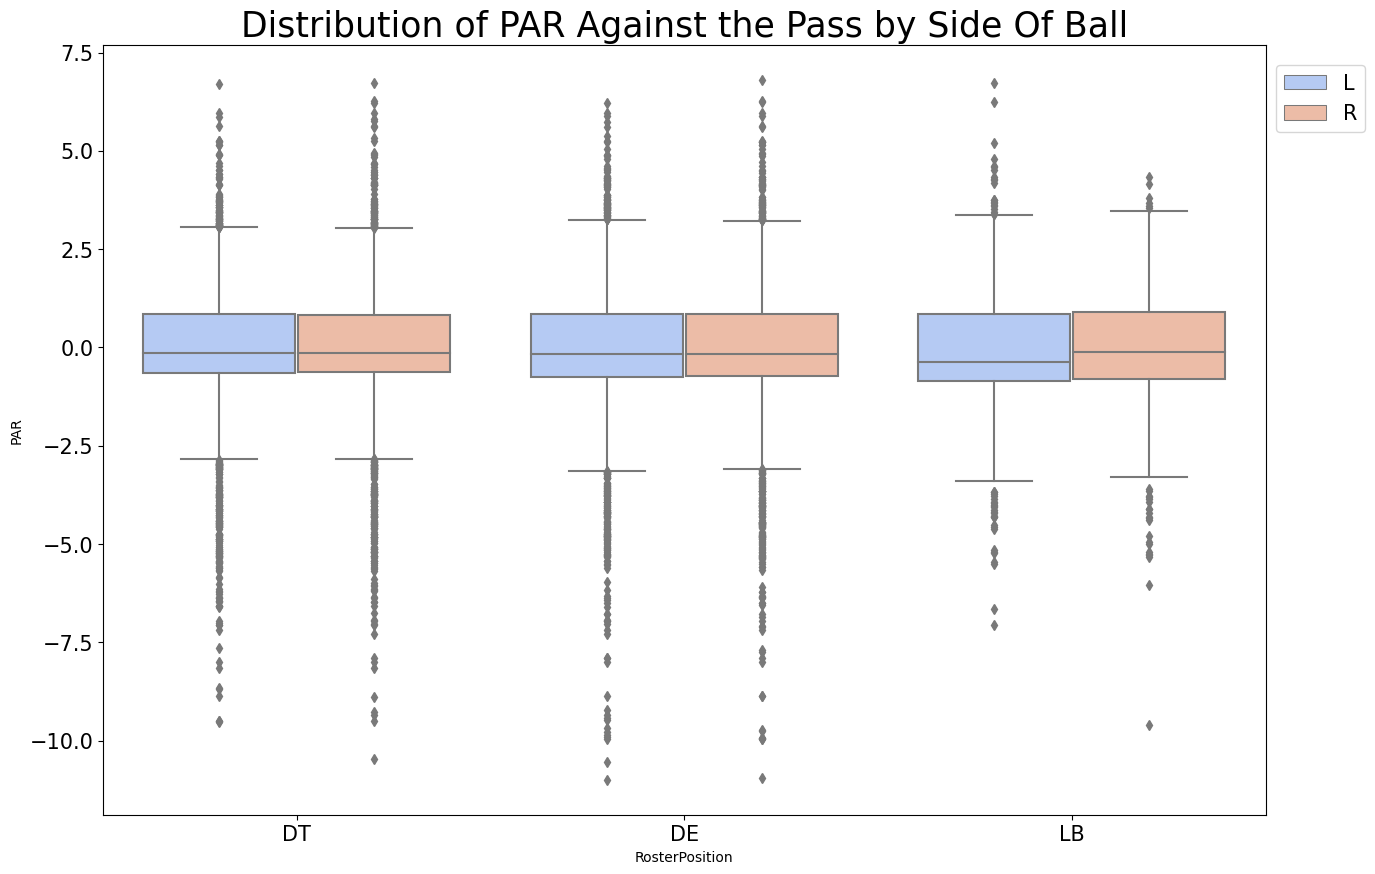 Distribution of PAR Against the Pass by Side Of Ball
7.5
5.0
2.5
0.0
−2.5
−5.0
−7.5
−10.0
PAR
DT
DE
LB
RosterPosition
L
R